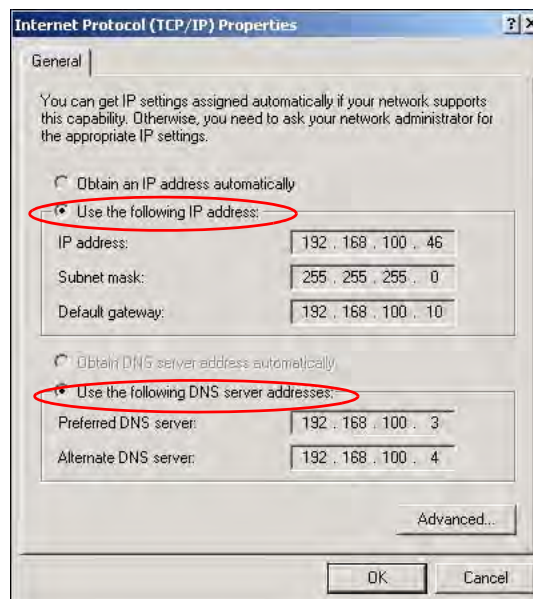 Internet Protocol (TCP/IP) Properties
General
You can get IP settings assigned automatically if your network supports
this capability. Otherwise, you need to ask your network administrator for
the appropriate IP settings.
Obtain an IP address automatically
Use the following IP address:
IP address: 192 . 168 . 100 . 46
Subnet mask: 255 . 255 . 255 . 0
Default gateway: 192 . 168 . 100 . 10
Obtain DNS server address automatically
Use the following DNS server addresses:
Preferred DNS server: 192 . 168 . 100 . 3
Alternate DNS server: 192 . 168 . 100 . 4
Advanced...
OK Cancel